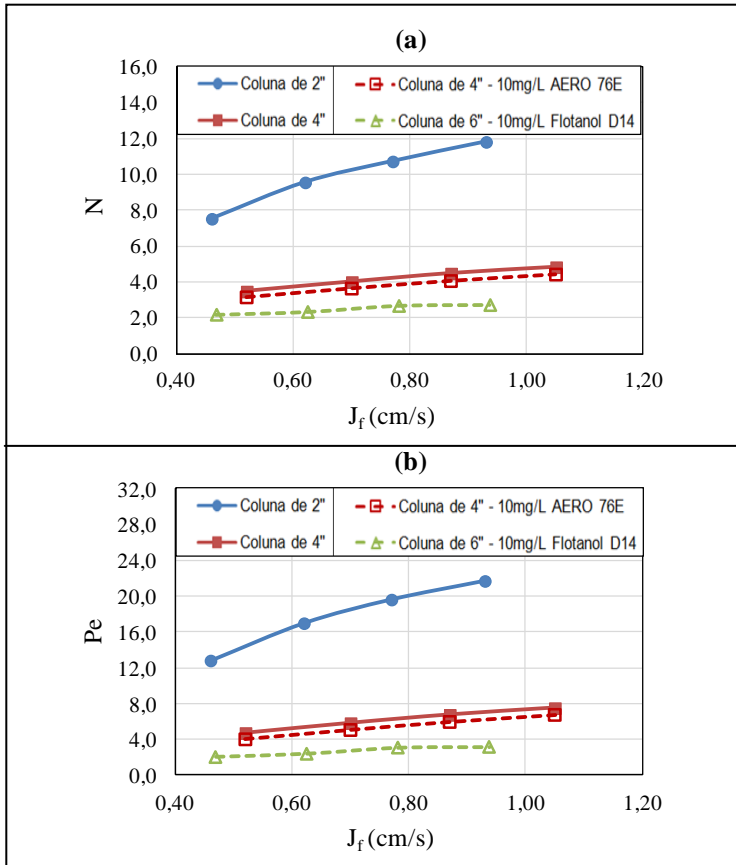 (a)
16,0
14,0
12,0
10,0
8,0
6,0
4,0
2,0
0,0
N
Coluna de 2"
Coluna de 4" - 10mg/L AERO 76E
Coluna de 4"
Coluna de 6" - 10mg/L Flotanol D14
0,40 0,60 0,80 1,00 1,20
Jf (cm/s)
(b)
32,0
28,0
24,0
20,0
16,0
12,0
8,0
4,0
0,0
Pe
Coluna de 2"
Coluna de 4" - 10mg/L AERO 76E
Coluna de 4"
Coluna de 6" - 10mg/L Flotanol D14
0,40 0,60 0,80 1,00 1,20
Jf (cm/s)